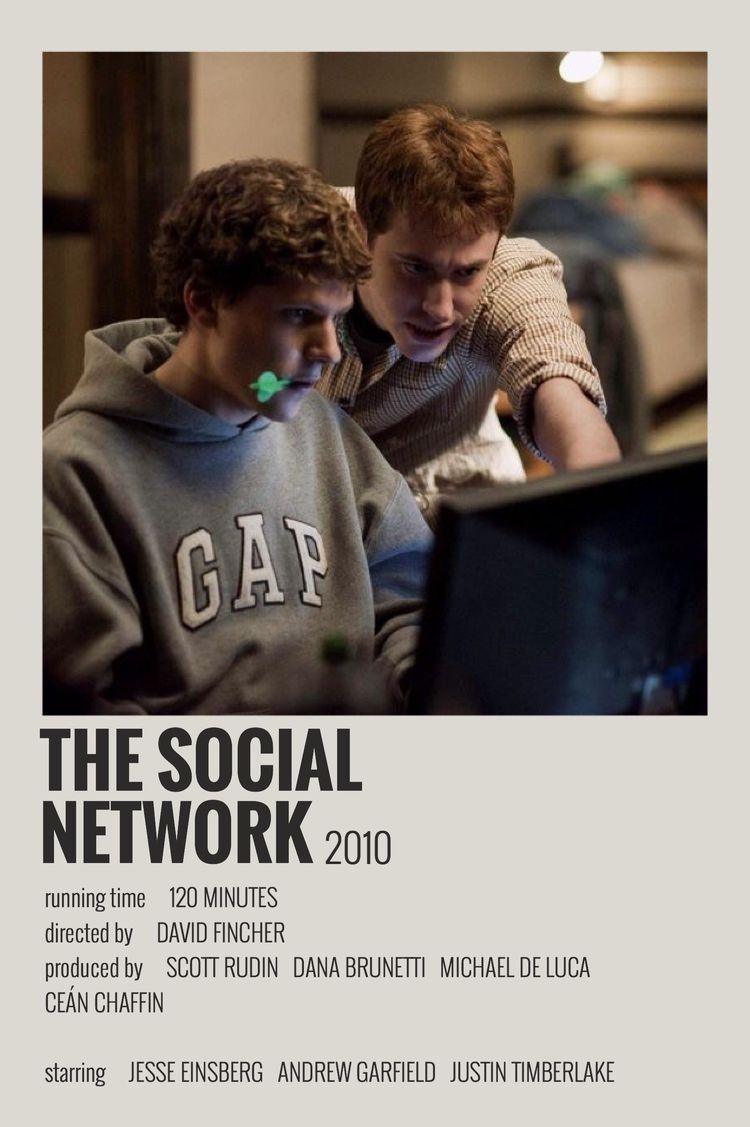 GAP
THE SOCIAL
NETWORK 2010
running time 120 MINUTES
directed by DAVID FINCHER
produced by SCOTT RUDIN DANA BRUNETTI MICHAEL DE LUCA
CEÁN CHAFFIN
starring JESSE EINSBERG ANDREW GARFIELD JUSTIN TIMBERLAKE